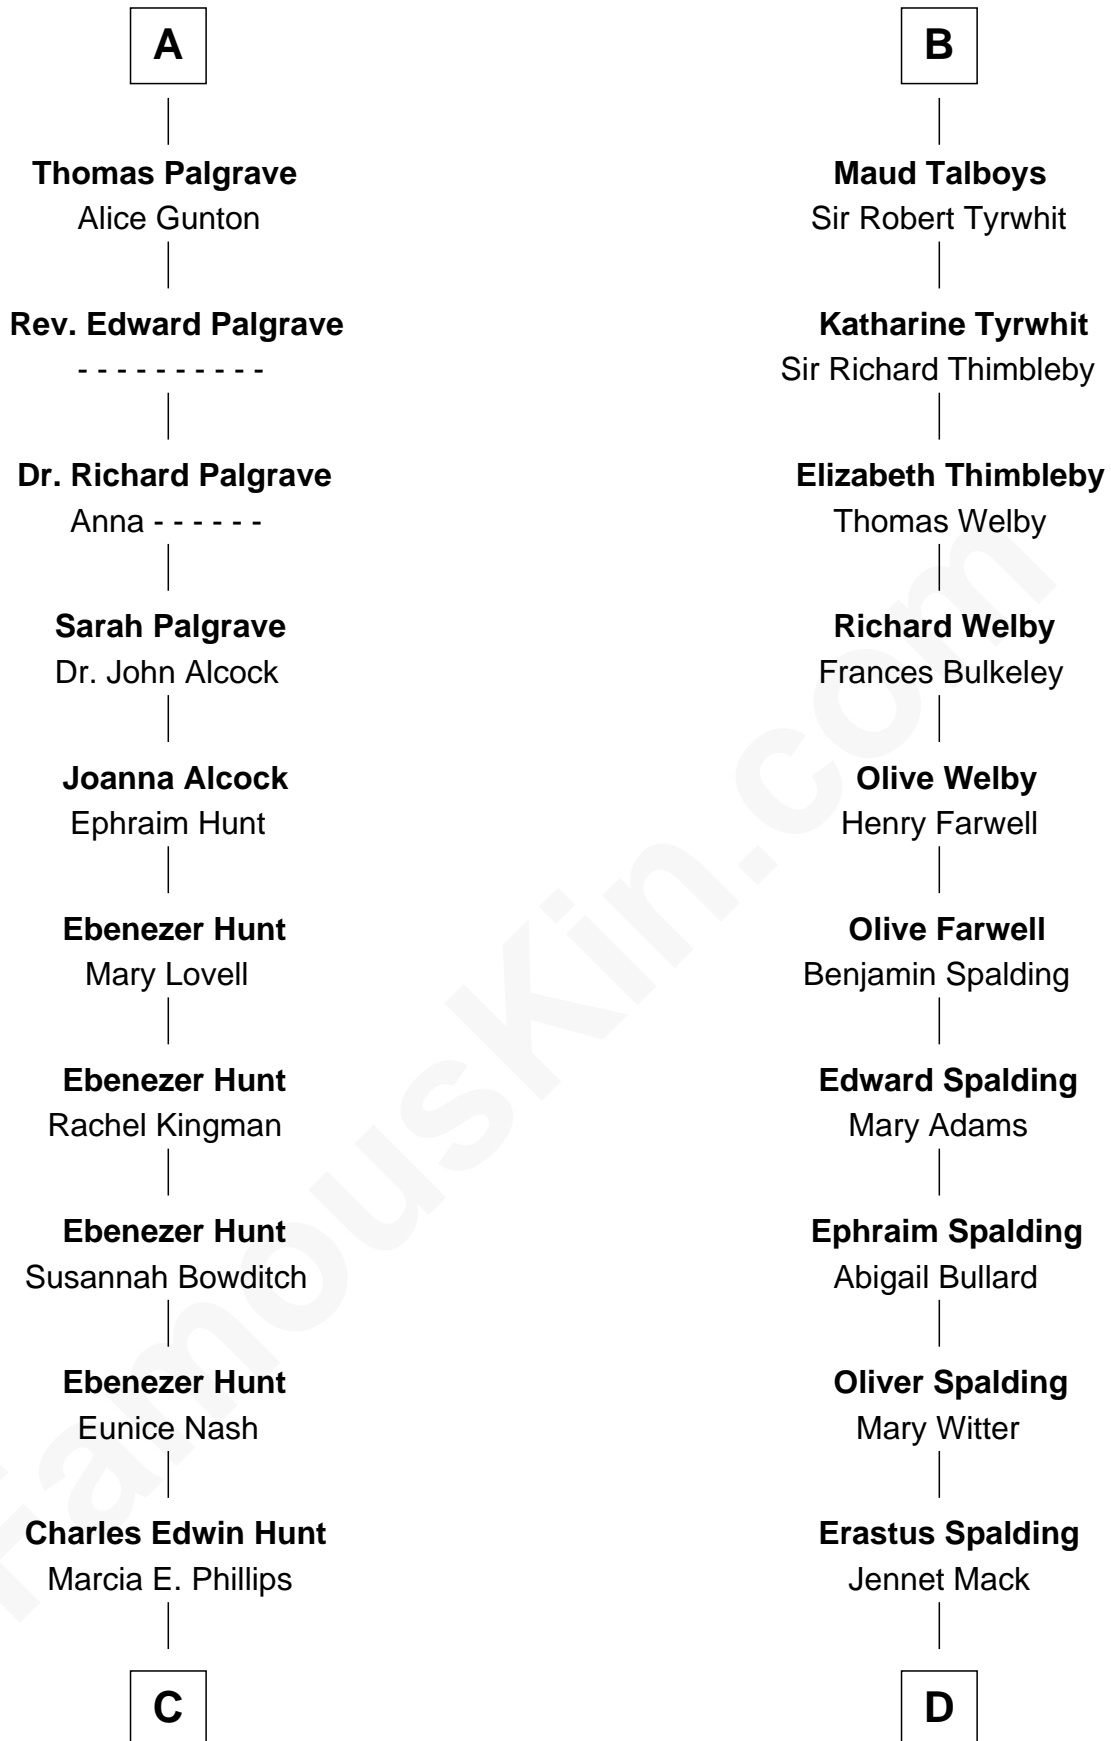 A
Thomas Palgrave
Alice Gunton
Rev. Edward Palgrave
- - - - - - - - - -
Dr. Richard Palgrave
Anna - - - - - -
Sarah Palgrave
Dr. John Alcock
Joanna Alcock
Ephraim Hunt
Ebenezer Hunt
Mary Lovell
Ebenezer Hunt
Rachel Kingman
Ebenezer Hunt
Susannah Bowditch
Ebenezer Hunt
Eunice Nash
Charles Edwin Hunt
Marcia E. Phillips
C
B
Maud Talboys
Sir Robert Tyrwhit
Katharine Tyrwhit
Sir Richard Thimbleby
Elizabeth Thimbleby
Thomas Welby
Richard Welby
Frances Bulkeley
Olive Welby
Henry Farwell
Olive Farwell
Benjamin Spalding
Edward Spalding
Mary Adams
Ephraim Spalding
Abigail Bullard
Oliver Spalding
Mary Witter
Erastus Spalding
Jennet Mack
D
FamousKin.com